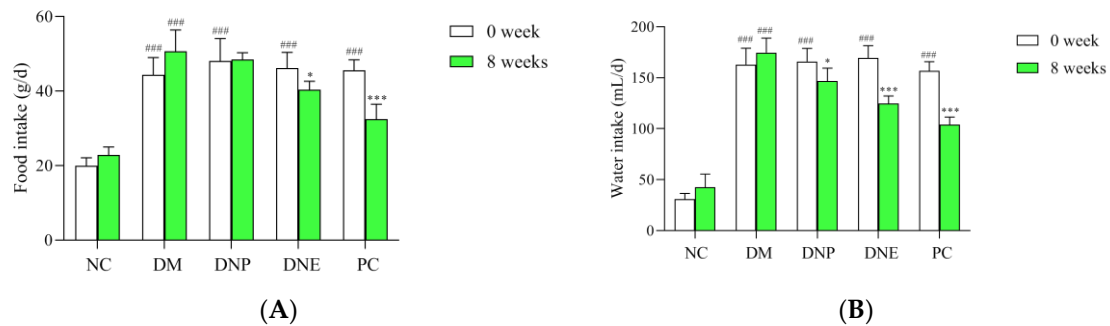 60
40
20
0
Food intake (g/d)
### ### ### ### ###
* ***
NC DM DNP DNE PC
0 week
8 weeks
(A)
200
150
100
50
0
Water intake (mL/d)
### ### ### ### ###
* *** ***
NC DM DNP DNE PC
0 week
8 weeks
(B)